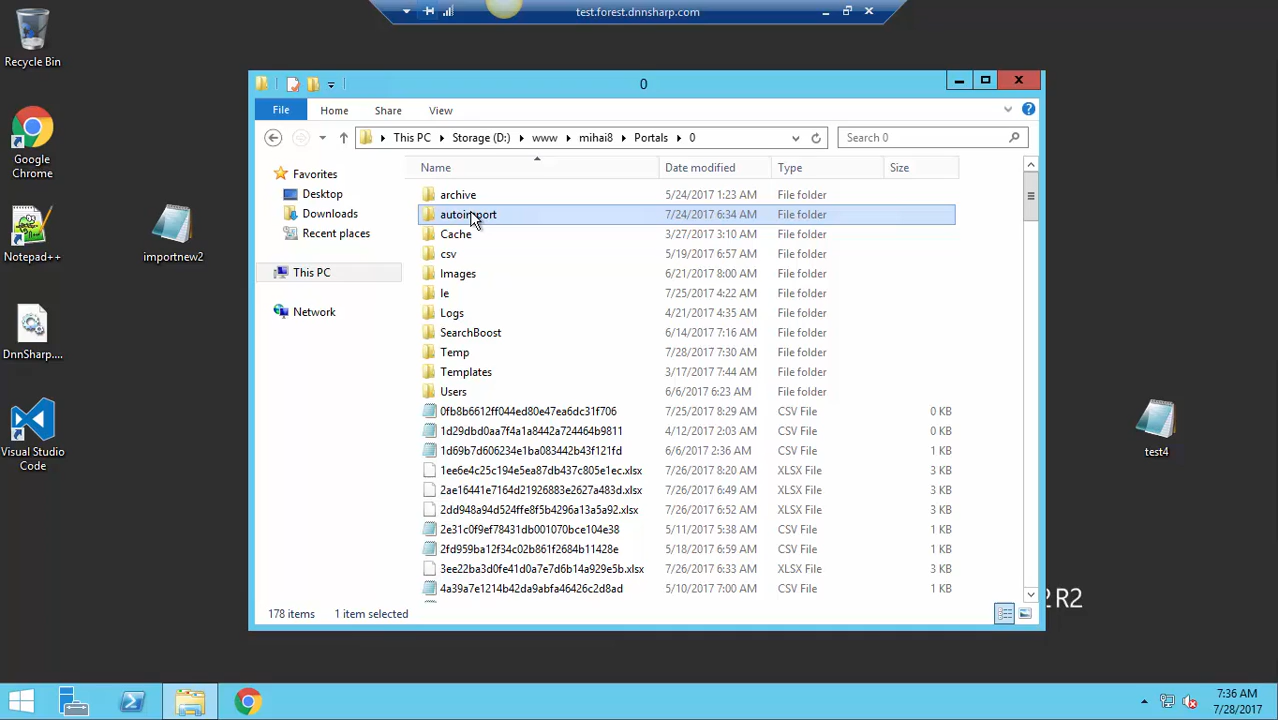 test.forest.dnnsharp.com
Recycle Bin
Google Chrome
Notepad++
DnnSharp....
Visual Studio Code
importnew2
test4
2 R2
0
File Home Share View
This PC Storage (D:) www mihai8 Portals 0
Search 0
Favorites
Desktop
Downloads
Recent places
This PC
Network
Name Date modified Type Size
archive 5/24/2017 1:23 AM File folder
autoimport 7/24/2017 6:34 AM File folder
Cache 3/27/2017 3:10 AM File folder
csv 5/19/2017 6:57 AM File folder
Images 6/21/2017 8:00 AM File folder
le 7/25/2017 4:22 AM File folder
Logs 4/21/2017 4:35 AM File folder
SearchBoost 6/14/2017 7:16 AM File folder
Temp 7/28/2017 7:30 AM File folder
Templates 3/17/2017 7:44 AM File folder
Users 6/6/2017 6:23 AM File folder
0fb8b6612ff044ed80e47ea6dc31f706 7/25/2017 8:29 AM CSV File 0 KB
1d29dbd0aa7f4a1a8442a724464b9811 4/12/2017 2:03 AM CSV File 0 KB
1d69b7d606234e1ba083442b43f121fd 6/6/2017 2:36 AM CSV File 1 KB
1ee6e4c25c194e5ea87db437c805e1ec.xlsx 7/26/2017 8:20 AM XLSX File 3 KB
2ae16441e7164d21926883e2627a483d.xlsx 7/26/2017 6:49 AM XLSX File 3 KB
2dd948a94d524ffe8f5b4296a13a5a92.xlsx 7/26/2017 6:52 AM XLSX File 3 KB
2e31c0f9ef78431db001070bce104e38 5/11/2017 5:38 AM CSV File 1 KB
2fd959ba12f34c02b861f2684b11428e 5/18/2017 6:59 AM CSV File 1 KB
3ee22ba3d0fe41d0a7e7d6b14a929e5b.xlsx 7/26/2017 6:33 AM XLSX File 3 KB
4a39a7e1214b42da9abfa46426c2d8ad 5/10/2017 7:00 AM CSV File 1 KB
178 items 1 item selected
7:36 AM
7/28/2017